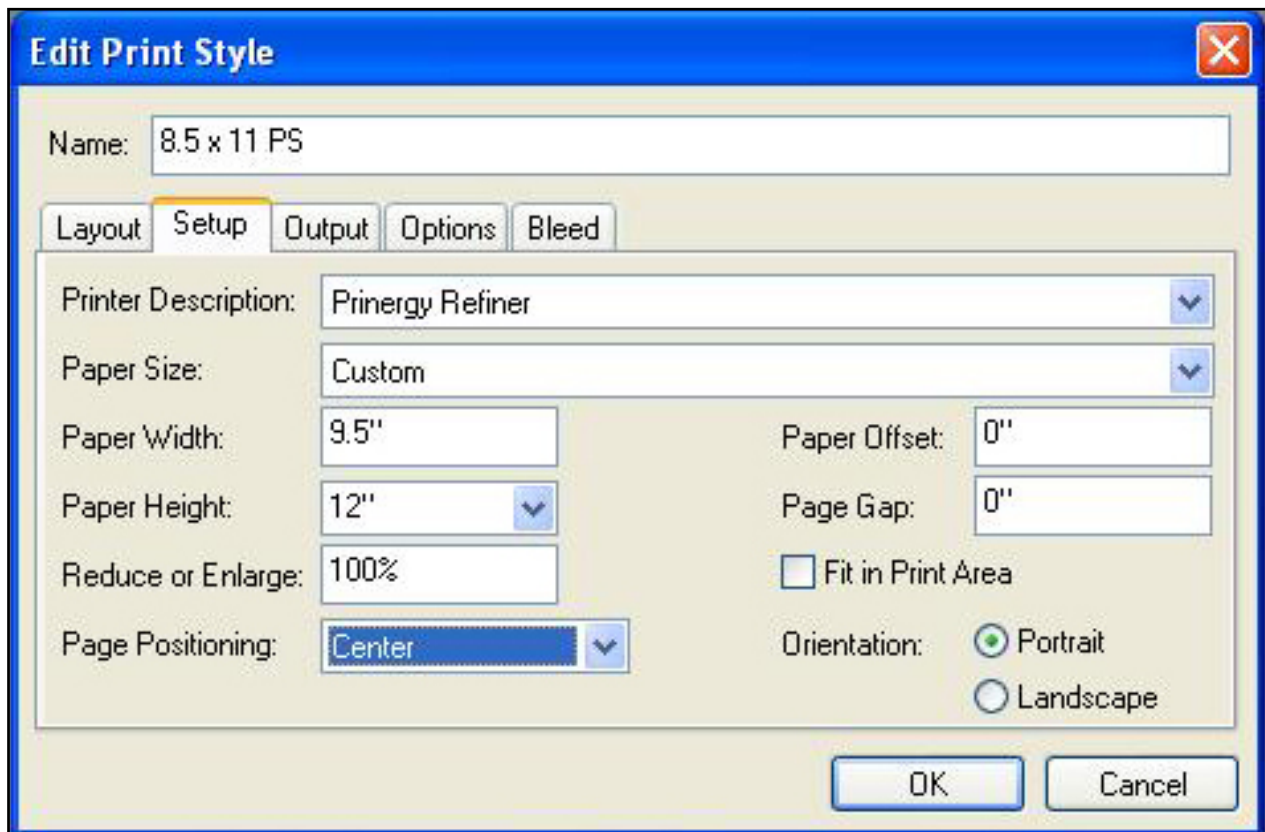 Edit Print Style
Name: 8.5 x 11 PS
Layout Setup Output Options Bleed
Printer Description: Prinergy Refiner
Paper Size: Custom
Paper Width: 9.5" Paper Offset: 0"
Paper Height: 12" Page Gap: 0"
Reduce or Enlarge: 100% Fit in Print Area
Page Positioning: Center Orientation: Portrait
Landscape
OK Cancel